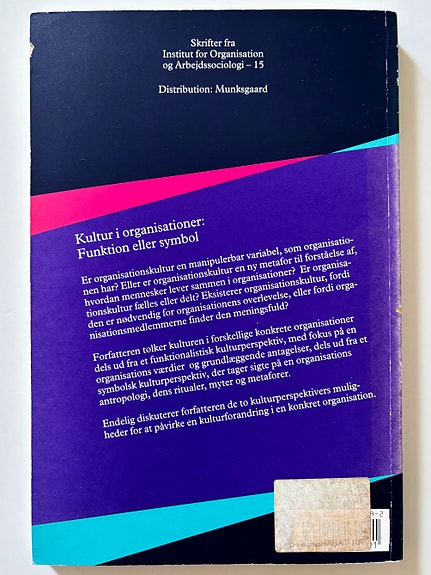 Skrifter fra
Institut for Organisation
og Arbejdssociologi – 15
Distribution: Munksgaard
Kultur i organisationer:
Funktion eller symbol
Er organisationskultur en manipulerbar variabel, som organisatio-
nen har? Eller er organisationskultur en ny metafor til forståelse af,
hvordan mennesker lever sammen i organisationer? Er organisa-
tionskultur fælles eller delt? Eksisterer organisationskultur, fordi
den er nødvendig for organisationens overlevelse, eller fordi orga-
nisationsmedlemmerne finder den meningsfuld?
Forfatteren tolker kulturen i forskellige konkrete organisationer
dels ud fra et funktionalistisk kulturperspektiv, med fokus på en
organisations værdier og grundlæggende antagelser, dels ud fra et
symbolsk kulturperspektiv, der tager sigte på en organisations
antropologi, dens ritualer, myter og metaforer.
Endelig diskuterer forfatteren de to kulturperspektivers mulig-
heder for at påvirke en kulturforandring i en konkret organisation.
9-2